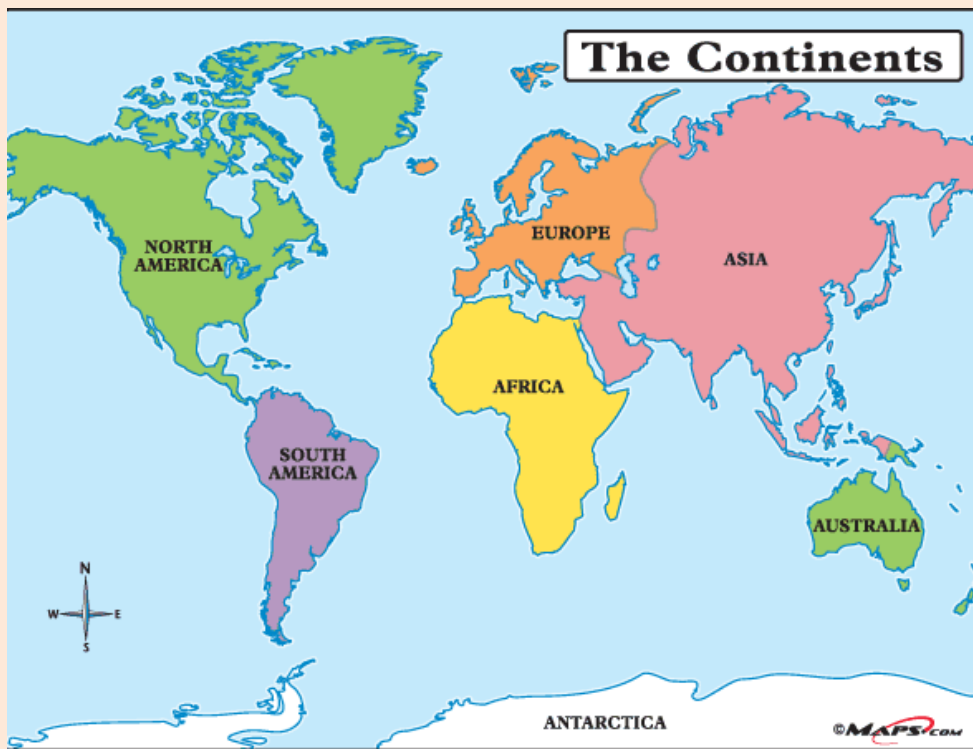 The Continents
EUROPE
NORTH
AMERICA
ASIA
AFRICA
SOUTH
AMERICA
AUSTRALIA
N
W E
S
ANTARCTICA
©MAPS.COM